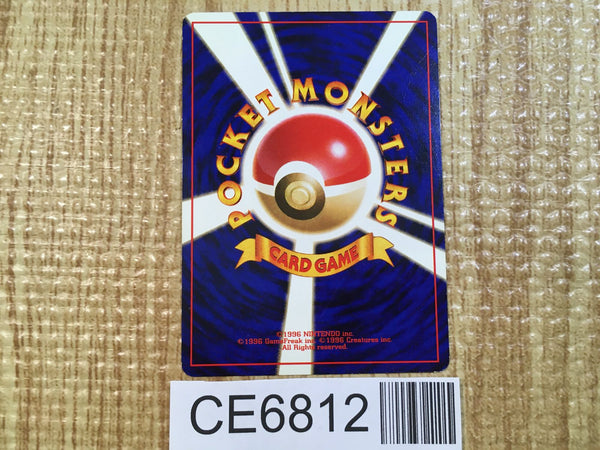 POCKET MONSTERS
CARD GAME
©1996 NINTENDO inc.
©1996 GameFreak inc. ©1996 Creatures inc.
All Rights reserved.
CE6812